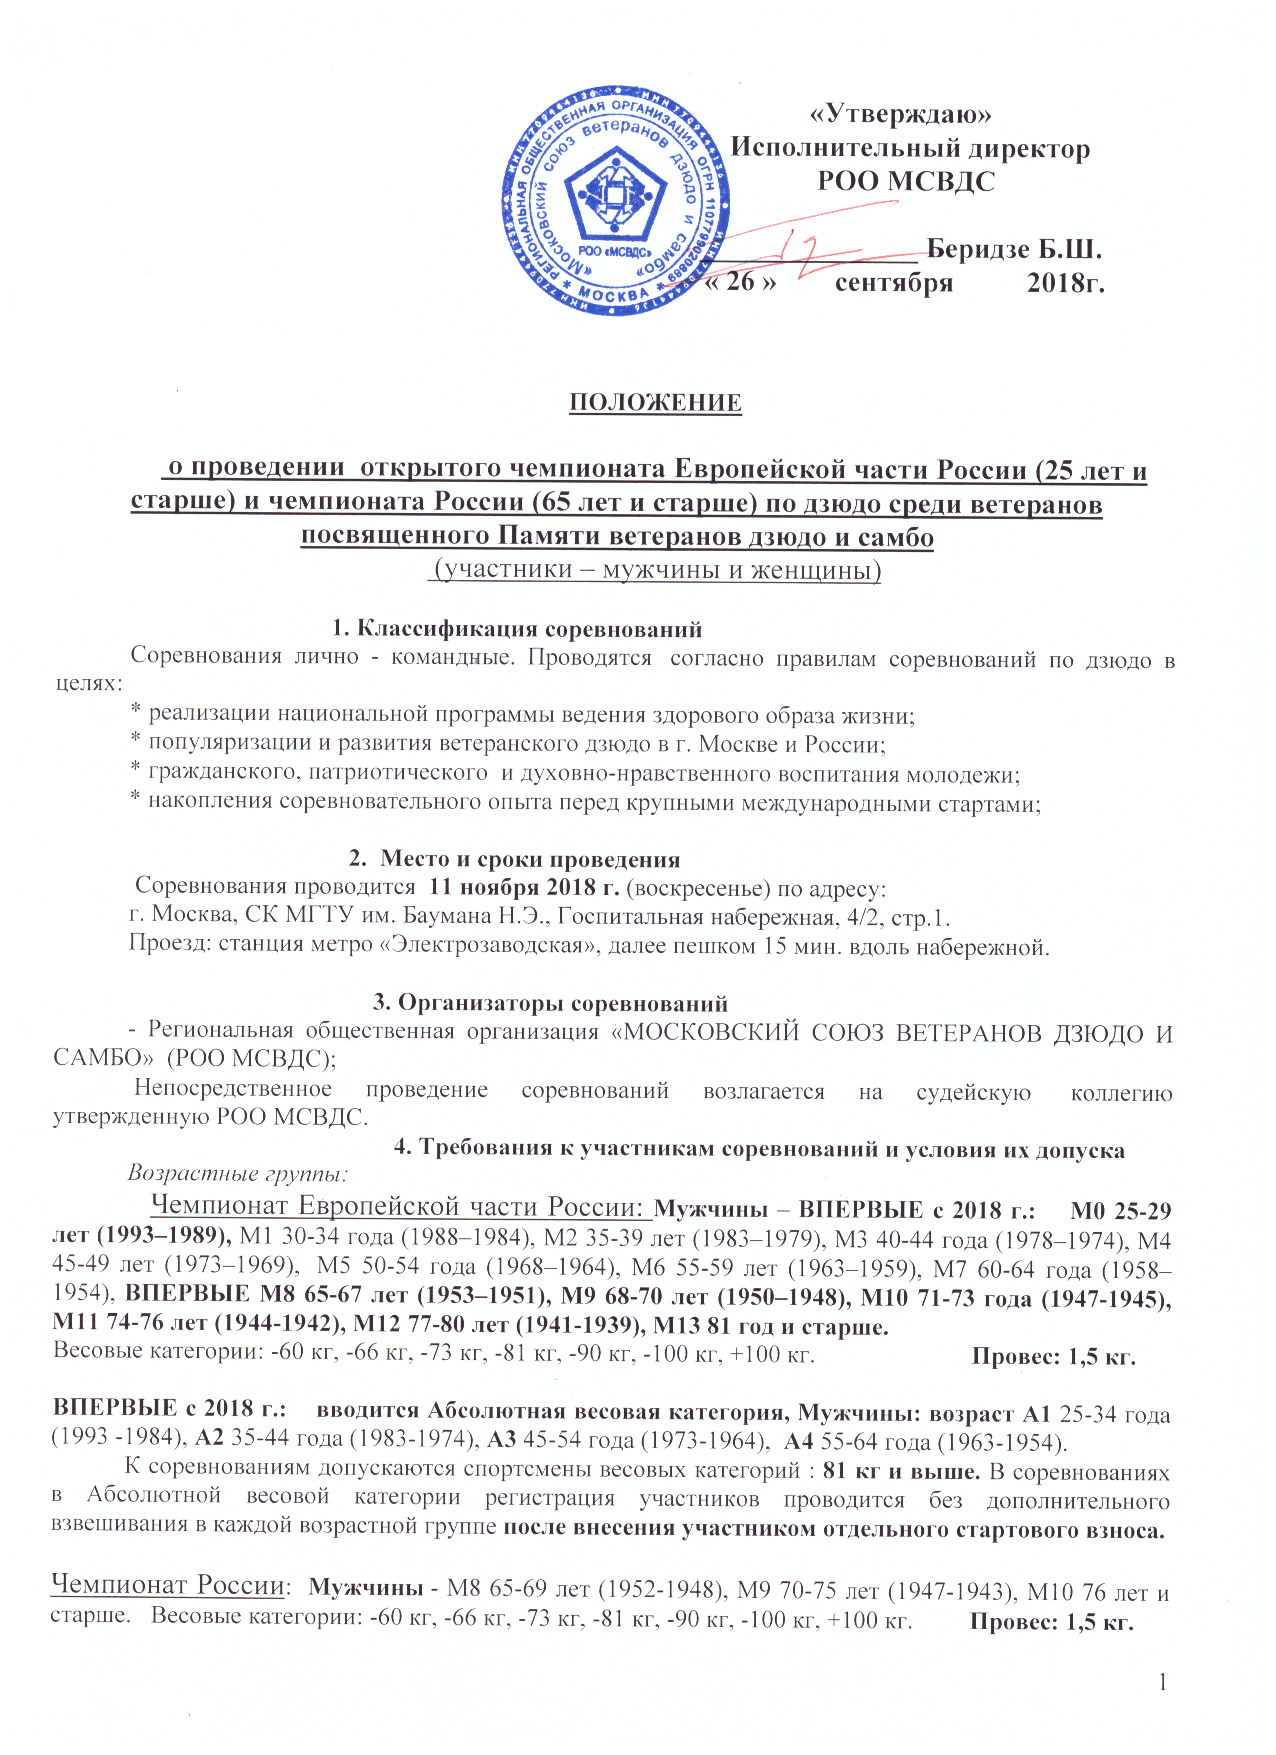 «Утверждаю»
Исполнительный директор
РОО МСВДС
РЕГИОНАЛЬНАЯ ОБЩЕСТВЕННАЯ ОРГАНИЗАЦИЯ ОГРН 1107799020869
* МОСКВА *
«Московский союз ветеранов дзюдо и самбо»
РОО «МСВДС»
Беридзе Б.Ш.
« 26 » сентября 2018г.
ПОЛОЖЕНИЕ
о проведении открытого чемпионата Европейской части России (25 лет и
старше) и чемпионата России (65 лет и старше) по дзюдо среди ветеранов
посвященного Памяти ветеранов дзюдо и самбо
(участники – мужчины и женщины)
1. Классификация соревнований
Соревнования лично - командные. Проводятся согласно правилам соревнований по дзюдо в
целях:
* реализации национальной программы ведения здорового образа жизни;
* популяризации и развития ветеранского дзюдо в г. Москве и России;
* гражданского, патриотического и духовно-нравственного воспитания молодежи;
* накопления соревновательного опыта перед крупными международными стартами;
2. Место и сроки проведения
Соревнования проводится 11 ноября 2018 г. (воскресенье) по адресу:
г. Москва, СК МГТУ им. Баумана Н.Э., Госпитальная набережная, 4/2, стр.1.
Проезд: станция метро «Электрозаводская», далее пешком 15 мин. вдоль набережной.
3. Организаторы соревнований
- Региональная общественная организация «МОСКОВСКИЙ СОЮЗ ВЕТЕРАНОВ ДЗЮДО И
САМБО» (РОО МСВДС);
Непосредственное проведение соревнований возлагается на судейскую коллегию
утвержденную РОО МСВДС.
4. Требования к участникам соревнований и условия их допуска
Возрастные группы:
Чемпионат Европейской части России: Мужчины – ВПЕРВЫЕ с 2018 г.: М0 25-29
лет (1993–1989), М1 30-34 года (1988–1984), М2 35-39 лет (1983–1979), М3 40-44 года (1978–1974), М4
45-49 лет (1973–1969), М5 50-54 года (1968–1964), М6 55-59 лет (1963–1959), М7 60-64 года (1958–
1954), ВПЕРВЫЕ М8 65-67 лет (1953–1951), М9 68-70 лет (1950–1948), М10 71-73 года (1947-1945),
М11 74-76 лет (1944-1942), М12 77-80 лет (1941-1939), М13 81 год и старше.
Весовые категории: -60 кг, -66 кг, -73 кг, -81 кг, -90 кг, -100 кг, +100 кг. Провес: 1,5 кг.
ВПЕРВЫЕ с 2018 г.: вводится Абсолютная весовая категория, Мужчины: возраст А1 25-34 года
(1993 -1984), А2 35-44 года (1983-1974), А3 45-54 года (1973-1964), А4 55-64 года (1963-1954).
К соревнованиям допускаются спортсмены весовых категорий : 81 кг и выше. В соревнованиях
в Абсолютной весовой категории регистрация участников проводится без дополнительного
взвешивания в каждой возрастной группе после внесения участником отдельного стартового взноса.
Чемпионат России: Мужчины - М8 65-69 лет (1952-1948), М9 70-75 лет (1947-1943), М10 76 лет и
старше. Весовые категории: -60 кг, -66 кг, -73 кг, -81 кг, -90 кг, -100 кг, +100 кг. Провес: 1,5 кг.
1